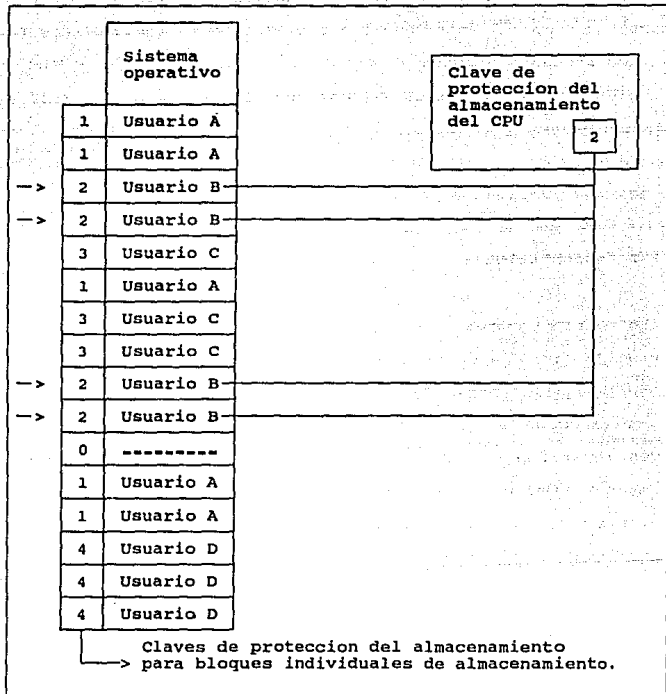 Sistema
operativo
Clave de
proteccion del
almacenamiento
del CPU
2
1 Usuario A
1 Usuario A
--> 2 Usuario B
--> 2 Usuario B
3 Usuario C
1 Usuario A
3 Usuario C
3 Usuario C
--> 2 Usuario B
--> 2 Usuario B
0 ---------
1 Usuario A
1 Usuario A
4 Usuario D
4 Usuario D
4 Usuario D
Claves de proteccion del almacenamiento
> para bloques individuales de almacenamiento.